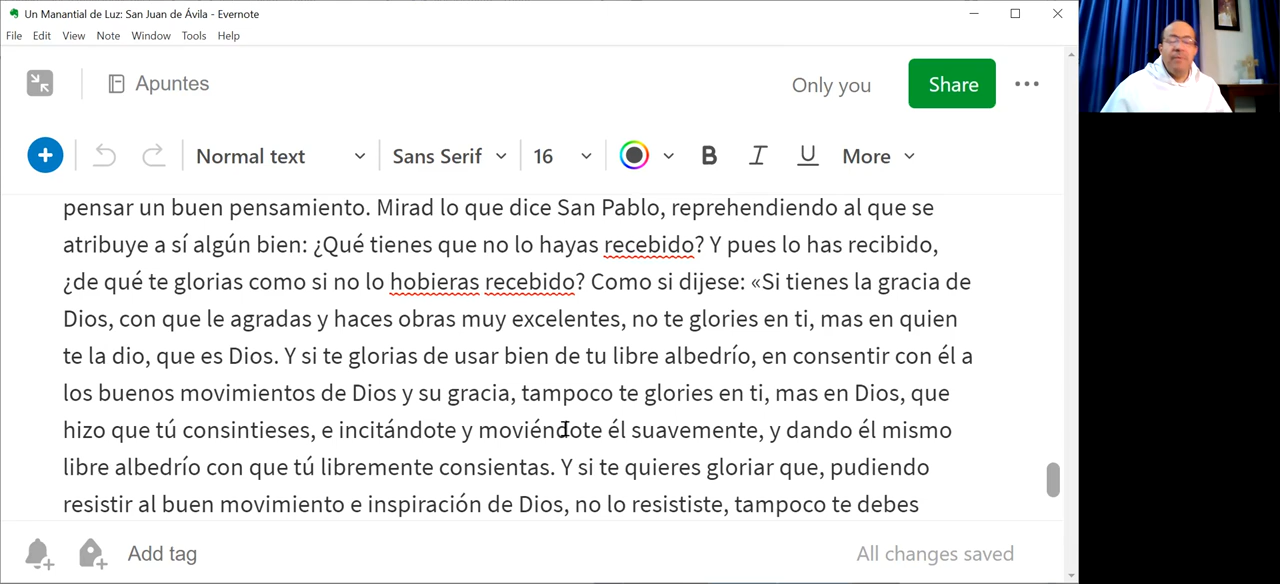 Un Manantial de Luz: San Juan de Ávila - Evernote
File Edit View Note Window Tools Help
Apuntes
Only you
Share
Normal text
Sans Serif
16
B I U More
pensar un buen pensamiento. Mirad lo que dice San Pablo, reprehendiendo al que se
atribuye a sí algún bien: ¿Qué tienes que no lo hayas recebido? Y pues lo has recibido,
¿de qué te glorias como si no lo hobieras recebido? Como si dijese: «Si tienes la gracia de
Dios, con que le agradas y haces obras muy excelentes, no te glories en ti, mas en quien
te la dio, que es Dios. Y si te glorias de usar bien de tu libre albedrío, en consentir con él a
los buenos movimientos de Dios y su gracia, tampoco te glories en ti, mas en Dios, que
hizo que tú consintieses, e incitándote y moviéndote él suavemente, y dando él mismo
libre albedrío con que tú libremente consientas. Y si te quieres gloriar que, pudiendo
resistir al buen movimiento e inspiración de Dios, no lo resististe, tampoco te debes
Add tag
All changes saved